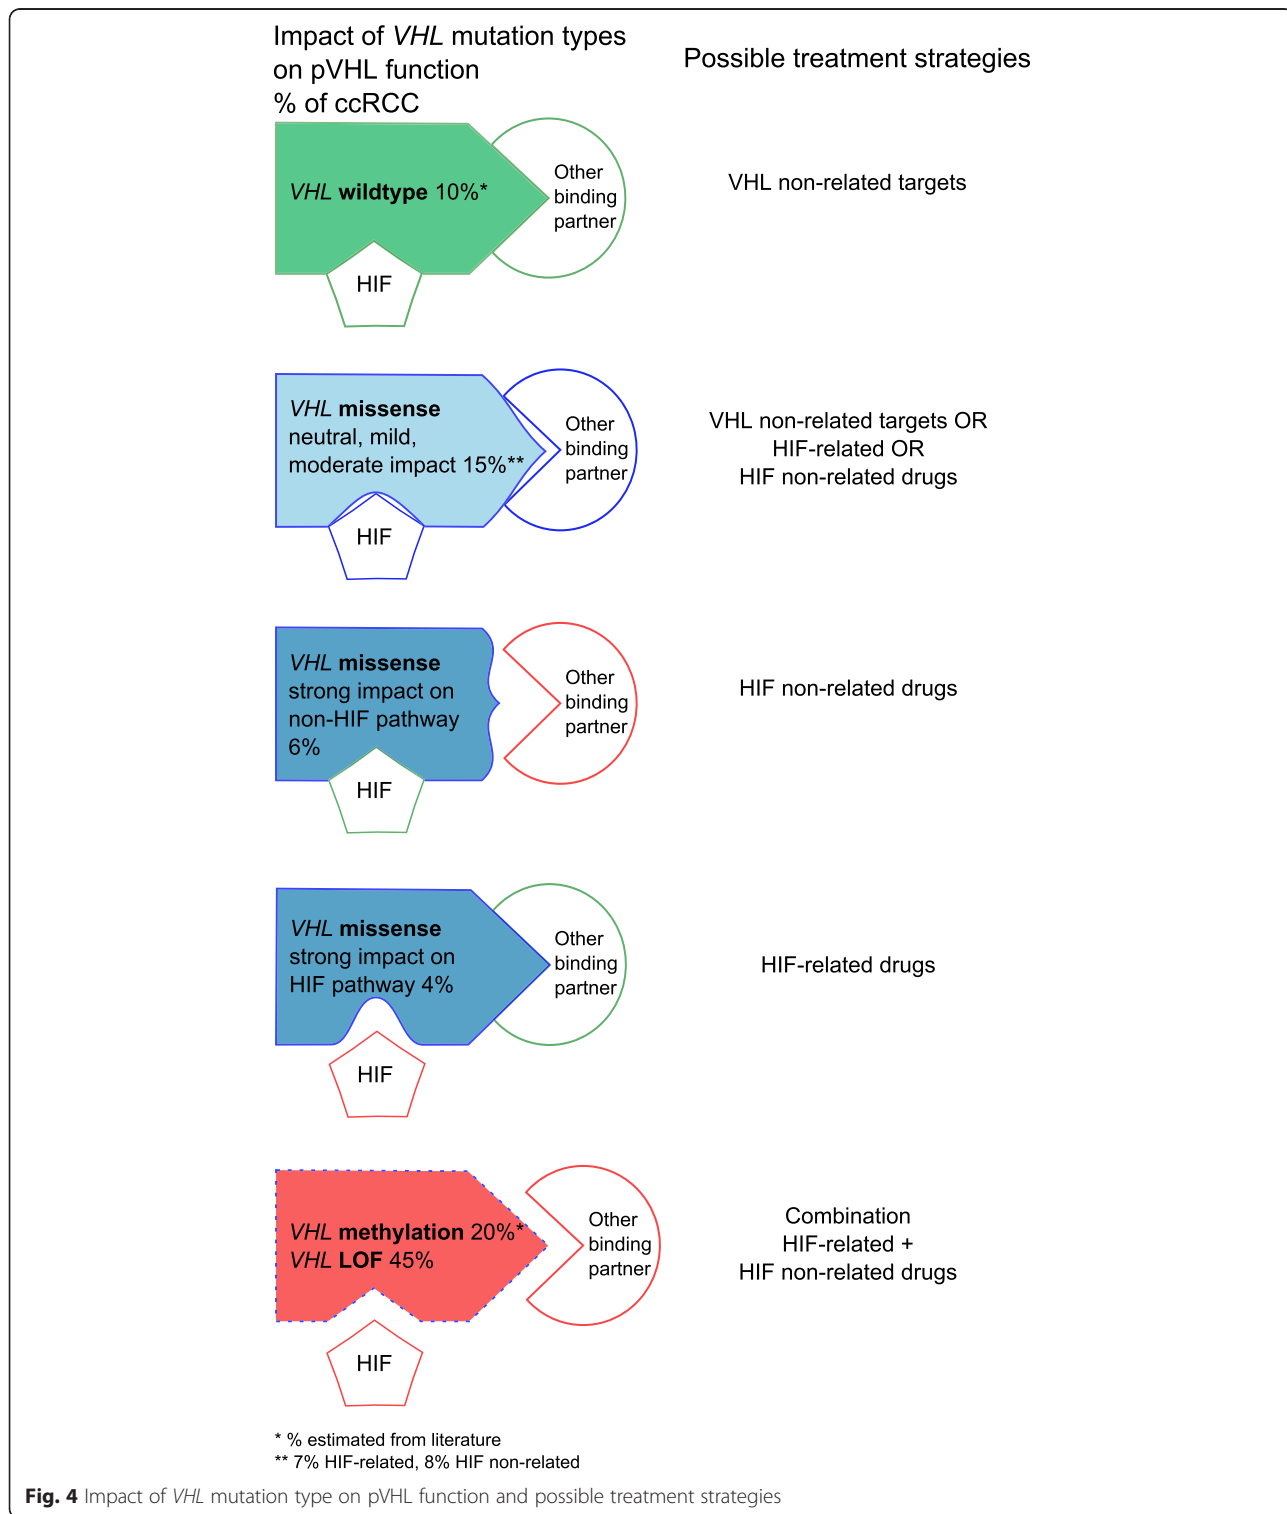 Impact of VHL mutation types
on pVHL function
% of ccRCC
Possible treatment strategies
VHL wildtype 10%*
Other
binding
partner
HIF
VHL non-related targets
VHL missense
neutral, mild,
moderate impact 15%**
Other
binding
partner
HIF
VHL non-related targets OR
HIF-related OR
HIF non-related drugs
VHL missense
strong impact on
non-HIF pathway
6%
Other
binding
partner
HIF
HIF non-related drugs
VHL missense
strong impact on
HIF pathway 4%
Other
binding
partner
HIF
HIF-related drugs
VHL methylation 20%*
VHL LOF 45%
Other
binding
partner
HIF
Combination
HIF-related +
HIF non-related drugs
* % estimated from literature
** 7% HIF-related, 8% HIF non-related
Fig. 4 Impact of VHL mutation type on pVHL function and possible treatment strategies